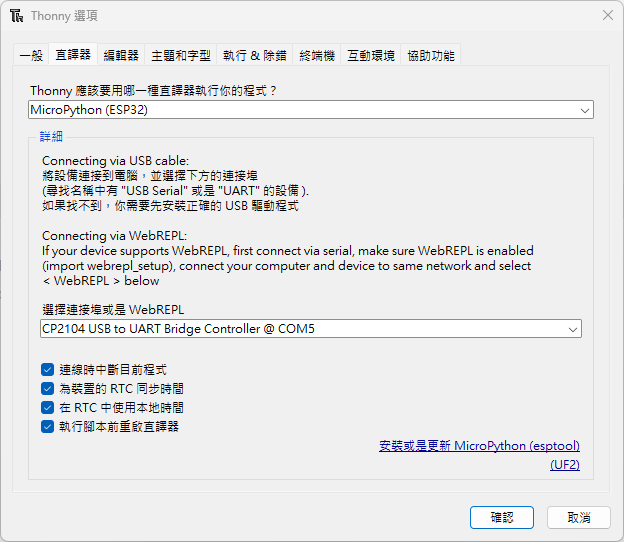 Thonny 選項
一般 直譯器 編輯器 主題和字型 執行 & 除錯 終端機 互動環境 協助功能
Thonny 應該要用哪一種直譯器執行你的程式？
MicroPython (ESP32)
詳細
Connecting via USB cable:
將設備連接到電腦，並選擇下方的連接埠
(尋找名稱中有 "USB Serial" 或是 "UART" 的設備 ).
如果找不到，你需要先安裝正確的 USB 驅動程式
Connecting via WebREPL:
If your device supports WebREPL, first connect via serial, make sure WebREPL is enabled
(import webrepl_setup), connect your computer and device to same network and select
< WebREPL > below
選擇連接埠或是 WebREPL
CP2104 USB to UART Bridge Controller @ COM5
連線時中斷目前程式
為裝置的 RTC 同步時間
在 RTC 中使用本地時間
執行腳本前重啟直譯器
安裝或是更新 MicroPython (esptool)
(UF2)
確認 取消